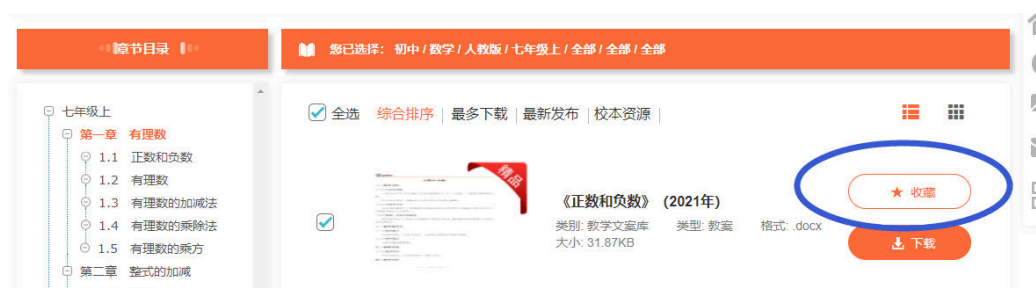 章节目录
您已选择： 初中 / 数学 / 人教版 / 七年级上 / 全部 / 全部 / 全部
七年级上
第一章 有理数
1.1 正数和负数
1.2 有理数
1.3 有理数的加减法
1.4 有理数的乘除法
1.5 有理数的乘方
第二章 整式的加减
全选 综合排序 | 最多下载 | 最新发布 | 校本资源 |
精品
《正数和负数》 (2021年)
类别: 教学文案库 类型: 教案 格式: .docx
大小: 31.87KB
★ 收藏
下载